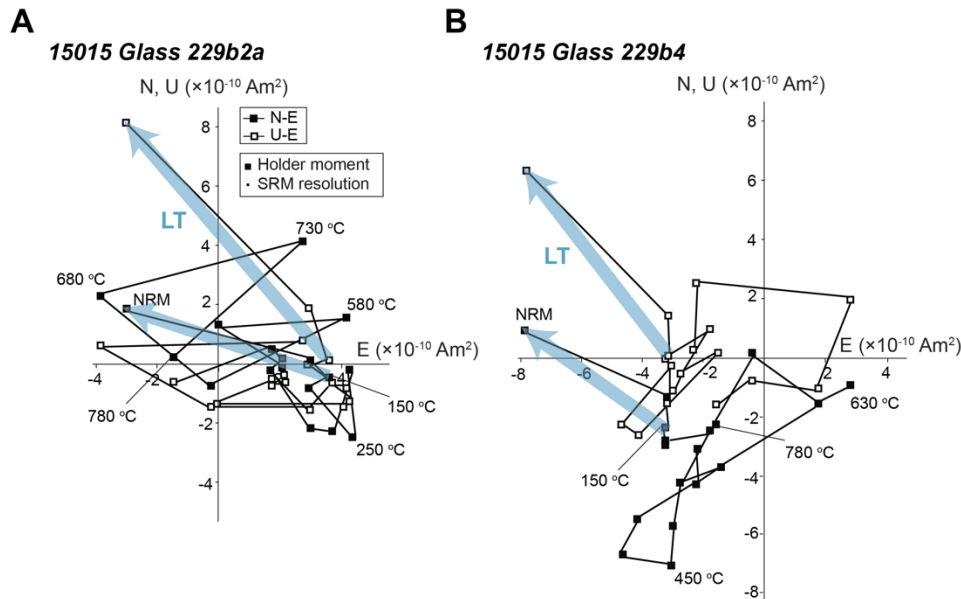 A
15015 Glass 229b2a
N, U (×10⁻¹⁰ Am²)
N-E
U-E
Holder moment
SRM resolution
LT
NRM
680 °C
730 °C
580 °C
780 °C
150 °C
250 °C
E (×10⁻¹⁰ Am²)
8
6
4
2
-2
-4
-4
-2
2
4
B
15015 Glass 229b4
N, U (×10⁻¹⁰ Am²)
LT
NRM
E (×10⁻¹⁰ Am²)
150 °C
780 °C
630 °C
450 °C
8
6
4
2
-2
-4
-6
-8
-8
-6
-2
2